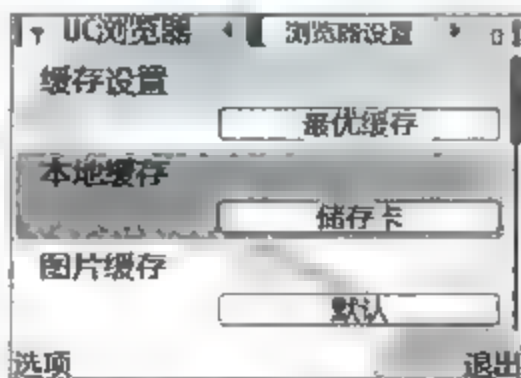 UC浏览器 浏览器设置
缓存设置
最优缓存
本地缓存
储存卡
图片缓存
默认
选项 退出